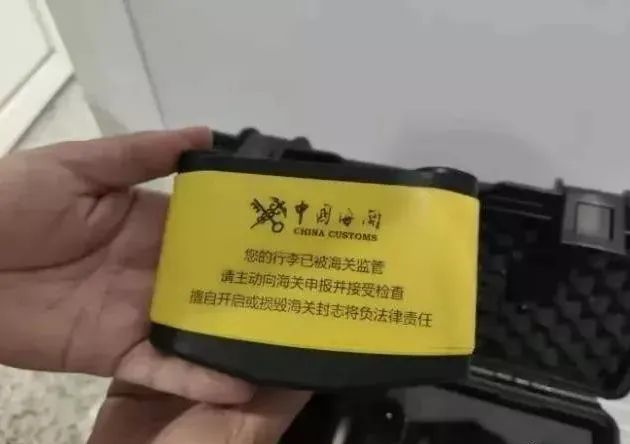 中国海关
CHINA CUSTOMS
您的行李已被海关监管
请主动向海关申报并接受检查
擅自开启或损毁海关封志将负法律责任